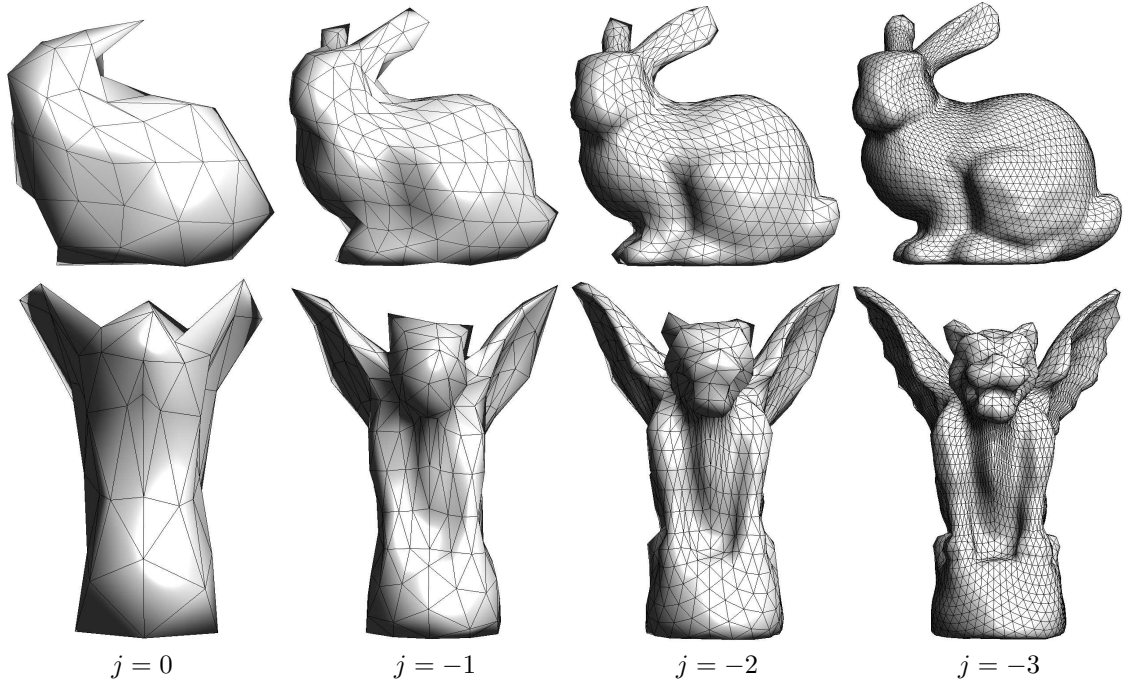 j = 0
j = −1
j = −2
j = −3